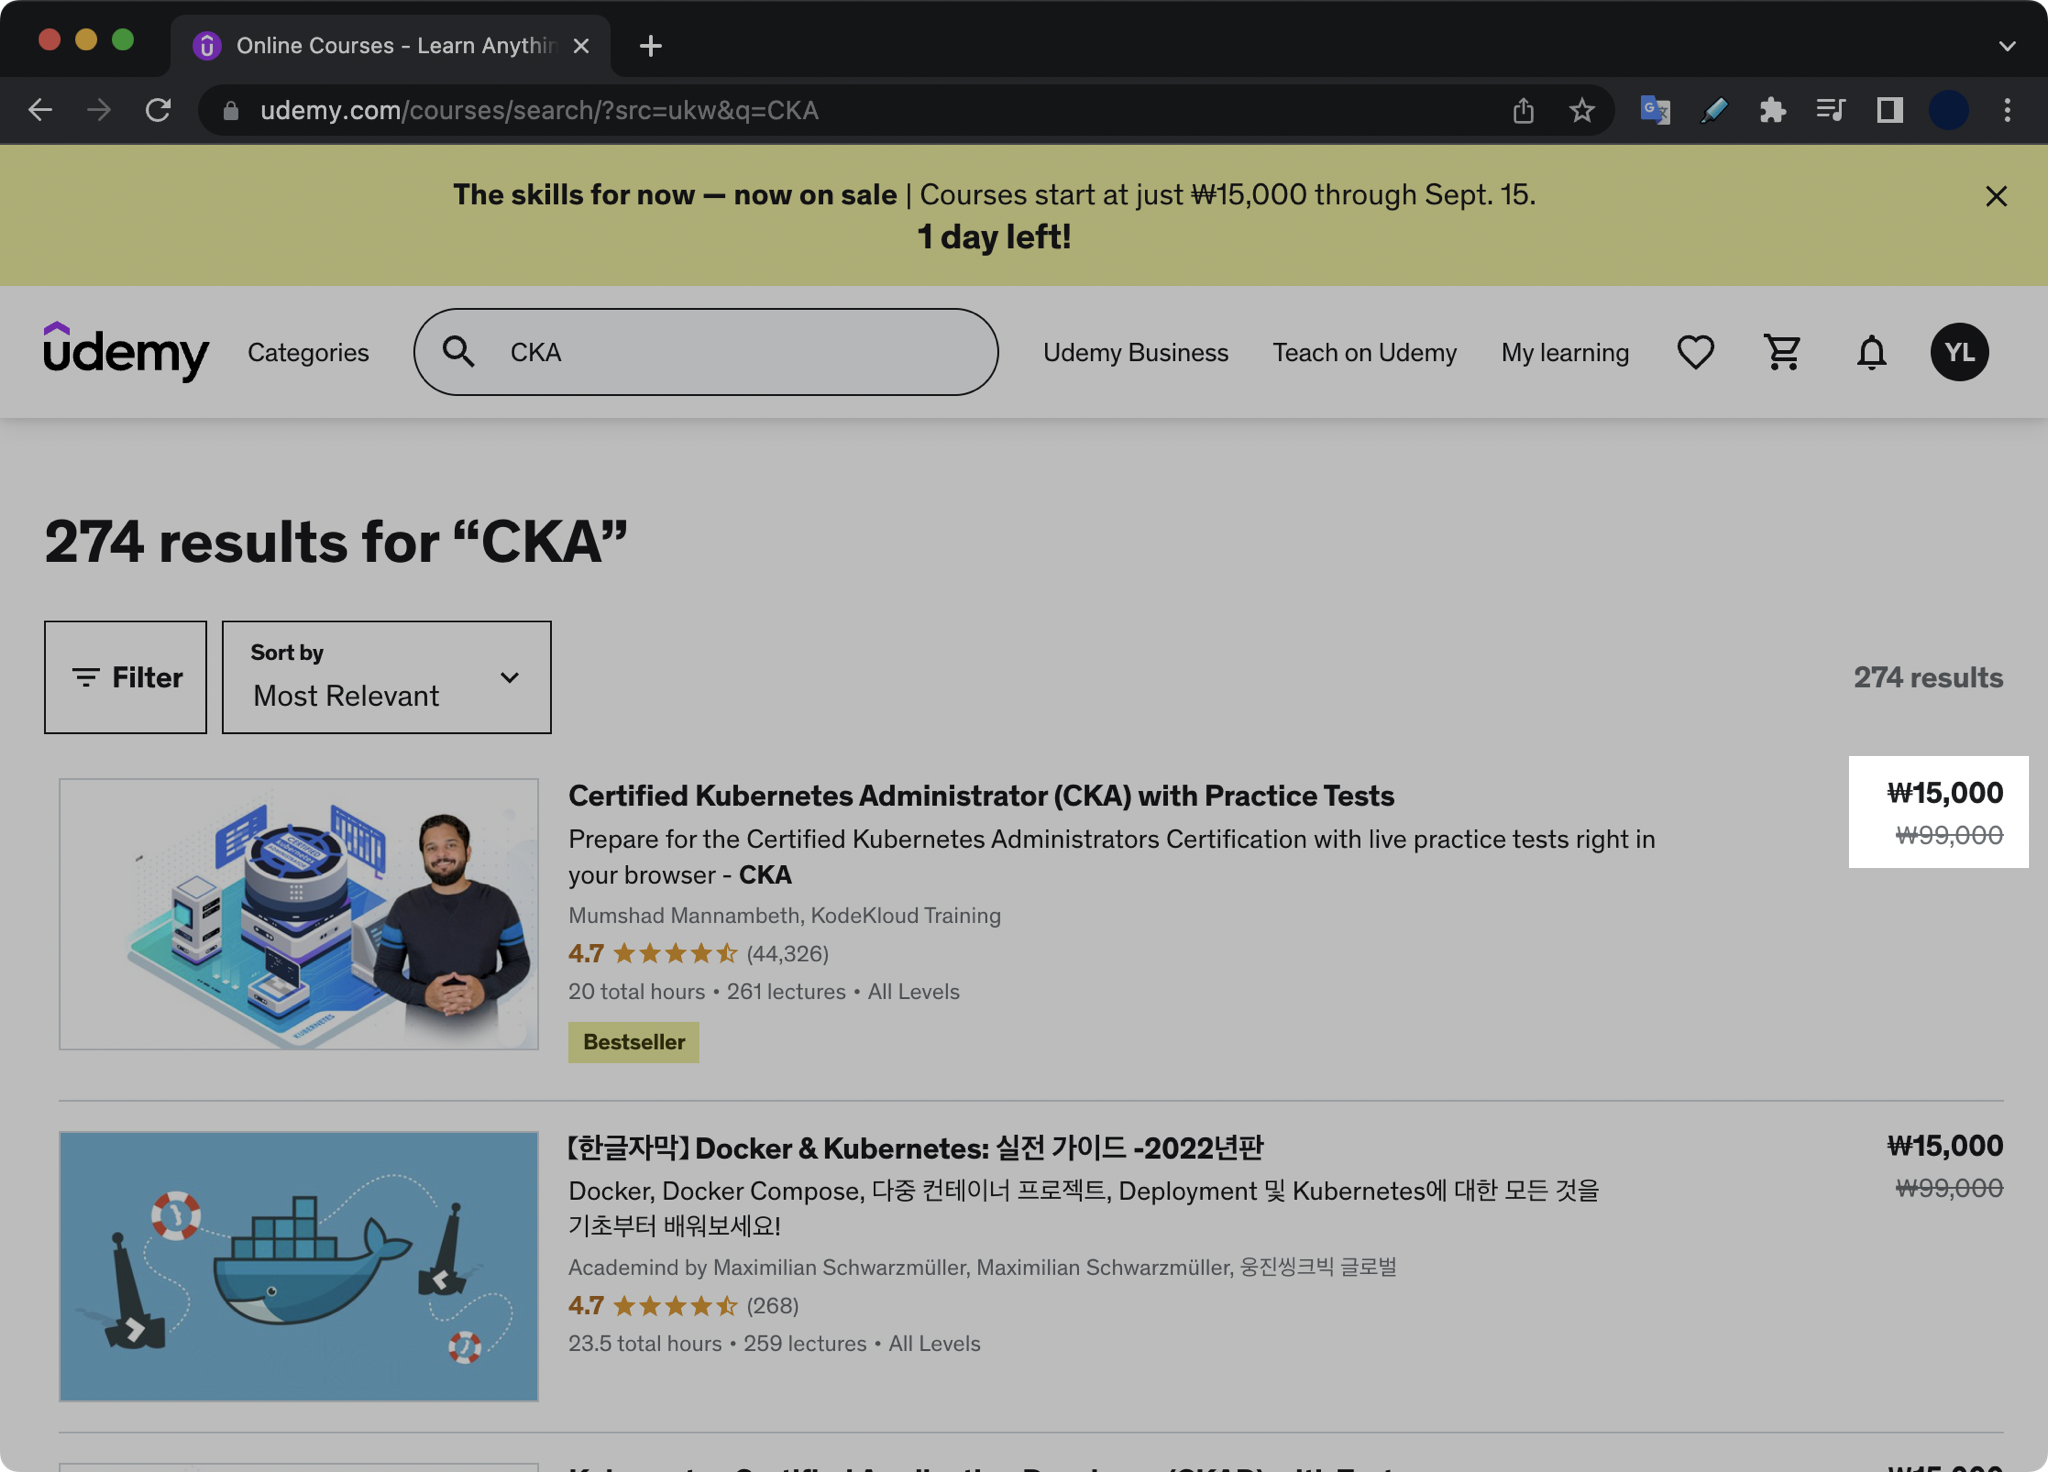 Online Courses - Learn Anythin
udemy.com/courses/search/?src=ukw&q=CKA
The skills for now — now on sale | Courses start at just ₩15,000 through Sept. 15.
1 day left!
udemy
Categories
CKA
Udemy Business
Teach on Udemy
My learning
YL
274 results for “CKA”
Filter
Sort by
Most Relevant
274 results
Certified Kubernetes Administrator (CKA) with Practice Tests
₩15,000
₩99,000
Prepare for the Certified Kubernetes Administrators Certification with live practice tests right in
your browser - CKA
Mumshad Mannambeth, KodeKloud Training
4.7 (44,326)
20 total hours • 261 lectures • All Levels
Bestseller
CERTIFIED
kubernetes
ADMINISTRATOR
KUBERNETES
【한글자막】Docker & Kubernetes: 실전 가이드 -2022년판
₩15,000
₩99,000
Docker, Docker Compose, 다중 컨테이너 프로젝트, Deployment 및 Kubernetes에 대한 모든 것을
기초부터 배워보세요!
Academind by Maximilian Schwarzmüller, Maximilian Schwarzmüller, 웅진씽크빅 글로벌
4.7 (268)
23.5 total hours • 259 lectures • All Levels